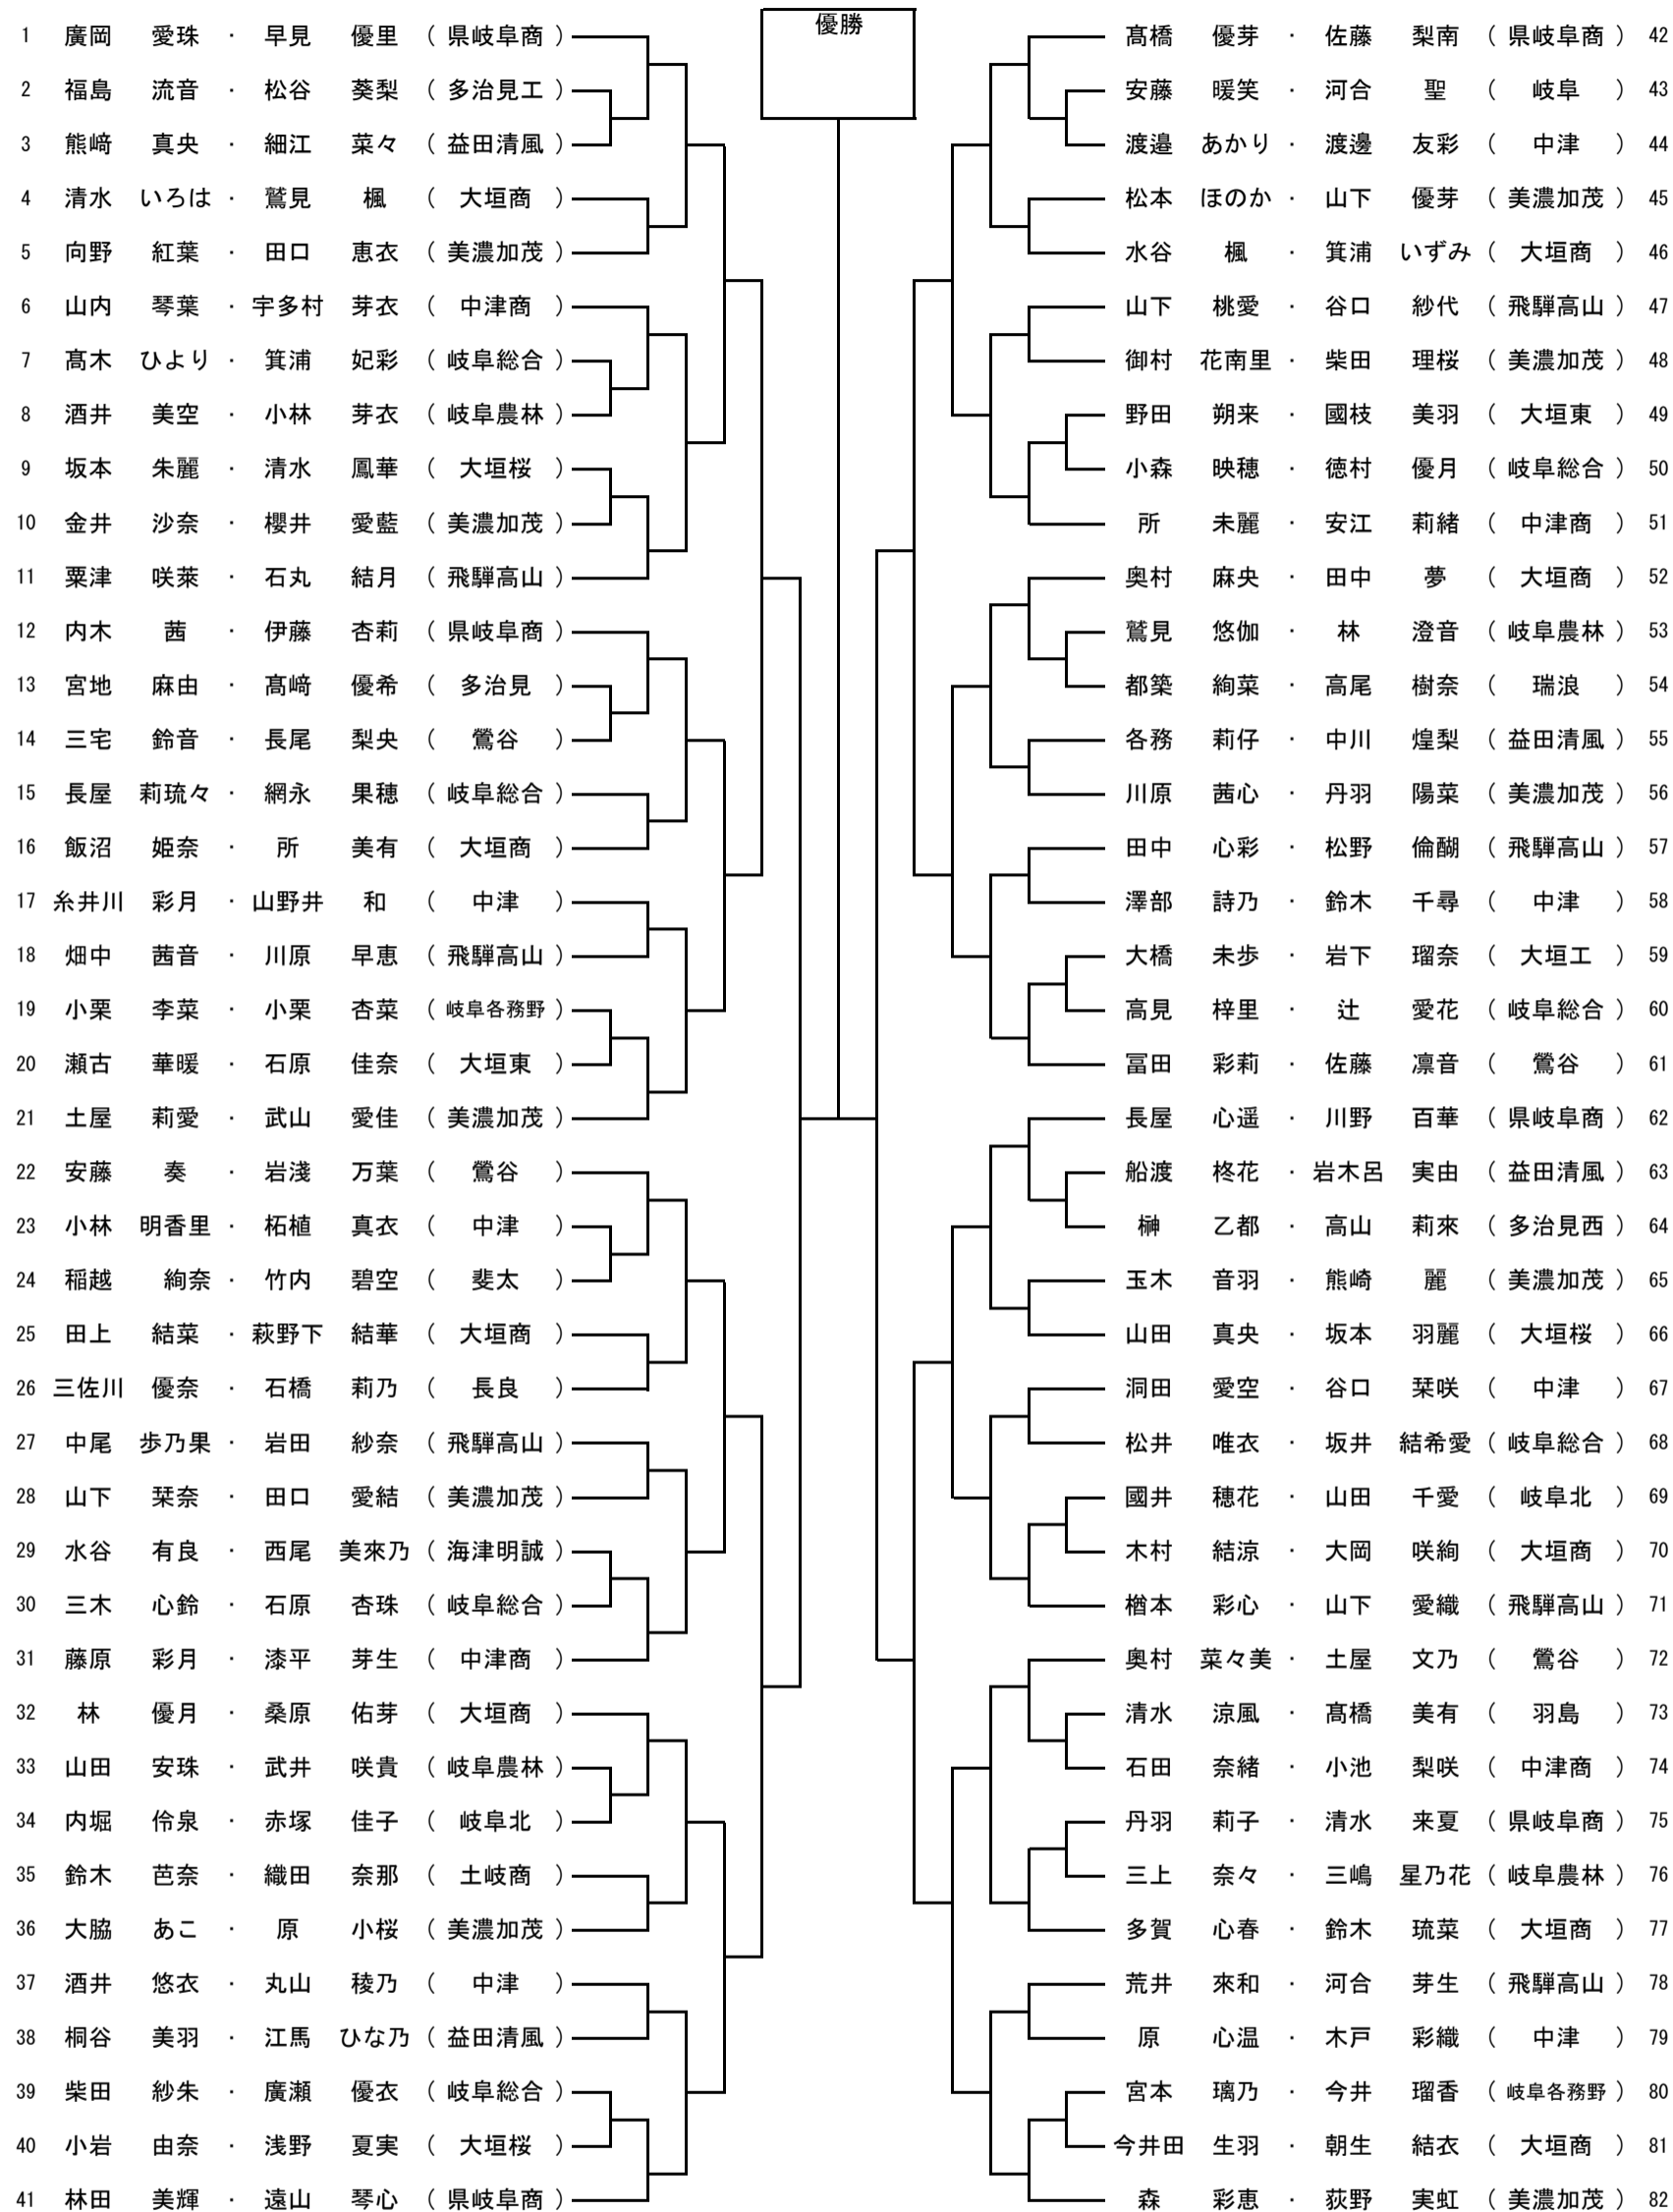 優勝
1 廣岡 愛珠 ・ 早見 優里 ( 県岐阜商 )
2 福島 流音 ・ 松谷 葵梨 ( 多治見工 )
3 熊﨑 真央 ・ 細江 菜々 ( 益田清風 )
4 清水 いろは ・ 鷲見 楓 ( 大垣商 )
5 向野 紅葉 ・ 田口 恵衣 ( 美濃加茂 )
6 山内 琴葉 ・ 宇多村 芽衣 ( 中津商 )
7 髙木 ひより ・ 箕浦 妃彩 ( 岐阜総合 )
8 酒井 美空 ・ 小林 芽衣 ( 岐阜農林 )
9 坂本 朱麗 ・ 清水 鳳華 ( 大垣桜 )
10 金井 沙奈 ・ 櫻井 愛藍 ( 美濃加茂 )
11 粟津 咲萊 ・ 石丸 結月 ( 飛騨高山 )
12 内木 茜 ・ 伊藤 杏莉 ( 県岐阜商 )
13 宮地 麻由 ・ 髙﨑 優希 ( 多治見 )
14 三宅 鈴音 ・ 長尾 梨央 ( 鶯谷 )
15 長屋 莉琉々 ・ 網永 果穂 ( 岐阜総合 )
16 飯沼 姫奈 ・ 所 美有 ( 大垣商 )
17 糸井川 彩月 ・ 山野井 和 ( 中津 )
18 畑中 茜音 ・ 川原 早恵 ( 飛騨高山 )
19 小栗 李菜 ・ 小栗 杏菜 ( 岐阜各務野 )
20 瀬古 華暖 ・ 石原 佳奈 ( 大垣東 )
21 土屋 莉愛 ・ 武山 愛佳 ( 美濃加茂 )
22 安藤 奏 ・ 岩淺 万葉 ( 鶯谷 )
23 小林 明香里 ・ 柘植 真衣 ( 中津 )
24 稲越 絢奈 ・ 竹内 碧空 ( 斐太 )
25 田上 結菜 ・ 萩野下 結華 ( 大垣商 )
26 三佐川 優奈 ・ 石橋 莉乃 ( 長良 )
27 中尾 歩乃果 ・ 岩田 紗奈 ( 飛騨高山 )
28 山下 栞奈 ・ 田口 愛結 ( 美濃加茂 )
29 水谷 有良 ・ 西尾 美來乃 ( 海津明誠 )
30 三木 心鈴 ・ 石原 杏珠 ( 岐阜総合 )
31 藤原 彩月 ・ 漆平 芽生 ( 中津商 )
32 林 優月 ・ 桑原 佑芽 ( 大垣商 )
33 山田 安珠 ・ 武井 咲貴 ( 岐阜農林 )
34 内堀 伶泉 ・ 赤塚 佳子 ( 岐阜北 )
35 鈴木 芭奈 ・ 織田 奈那 ( 土岐商 )
36 大脇 あこ ・ 原 小桜 ( 美濃加茂 )
37 酒井 悠衣 ・ 丸山 稜乃 ( 中津 )
38 桐谷 美羽 ・ 江馬 ひな乃 ( 益田清風 )
39 柴田 紗朱 ・ 廣瀬 優衣 ( 岐阜総合 )
40 小岩 由奈 ・ 浅野 夏実 ( 大垣桜 )
41 林田 美輝 ・ 遠山 琴心 ( 県岐阜商 )
髙橋 優芽 ・ 佐藤 梨南 ( 県岐阜商 ) 42
安藤 暖笑 ・ 河合 聖 ( 岐阜 ) 43
渡邉 あかり ・ 渡邊 友彩 ( 中津 ) 44
松本 ほのか ・ 山下 優芽 ( 美濃加茂 ) 45
水谷 楓 ・ 箕浦 いずみ ( 大垣商 ) 46
山下 桃愛 ・ 谷口 紗代 ( 飛騨高山 ) 47
御村 花南里 ・ 柴田 理桜 ( 美濃加茂 ) 48
野田 朔来 ・ 國枝 美羽 ( 大垣東 ) 49
小森 映穂 ・ 徳村 優月 ( 岐阜総合 ) 50
所 未麗 ・ 安江 莉緒 ( 中津商 ) 51
奥村 麻央 ・ 田中 夢 ( 大垣商 ) 52
鷲見 悠伽 ・ 林 澄音 ( 岐阜農林 ) 53
都築 絢菜 ・ 高尾 樹奈 ( 瑞浪 ) 54
各務 莉仔 ・ 中川 煌梨 ( 益田清風 ) 55
川原 茜心 ・ 丹羽 陽菜 ( 美濃加茂 ) 56
田中 心彩 ・ 松野 倫醐 ( 飛騨高山 ) 57
澤部 詩乃 ・ 鈴木 千尋 ( 中津 ) 58
大橋 未歩 ・ 岩下 瑠奈 ( 大垣工 ) 59
高見 梓里 ・ 辻 愛花 ( 岐阜総合 ) 60
冨田 彩莉 ・ 佐藤 凛音 ( 鶯谷 ) 61
長屋 心遥 ・ 川野 百華 ( 県岐阜商 ) 62
船渡 柊花 ・ 岩木呂 実由 ( 益田清風 ) 63
榊 乙都 ・ 高山 莉來 ( 多治見西 ) 64
玉木 音羽 ・ 熊崎 麗 ( 美濃加茂 ) 65
山田 真央 ・ 坂本 羽麗 ( 大垣桜 ) 66
洞田 愛空 ・ 谷口 栞咲 ( 中津 ) 67
松井 唯衣 ・ 坂井 結希愛 ( 岐阜総合 ) 68
國井 穂花 ・ 山田 千愛 ( 岐阜北 ) 69
木村 結涼 ・ 大岡 咲絢 ( 大垣商 ) 70
楢本 彩心 ・ 山下 愛織 ( 飛騨高山 ) 71
奥村 菜々美 ・ 土屋 文乃 ( 鶯谷 ) 72
清水 涼風 ・ 髙橋 美有 ( 羽島 ) 73
石田 奈緒 ・ 小池 梨咲 ( 中津商 ) 74
丹羽 莉子 ・ 清水 来夏 ( 県岐阜商 ) 75
三上 奈々 ・ 三嶋 星乃花 ( 岐阜農林 ) 76
多賀 心春 ・ 鈴木 琉菜 ( 大垣商 ) 77
荒井 來和 ・ 河合 芽生 ( 飛騨高山 ) 78
原 心温 ・ 木戸 彩織 ( 中津 ) 79
宮本 璃乃 ・ 今井 瑠香 ( 岐阜各務野 ) 80
今井田 生羽 ・ 朝生 結衣 ( 大垣商 ) 81
森 彩恵 ・ 荻野 実虹 ( 美濃加茂 ) 82